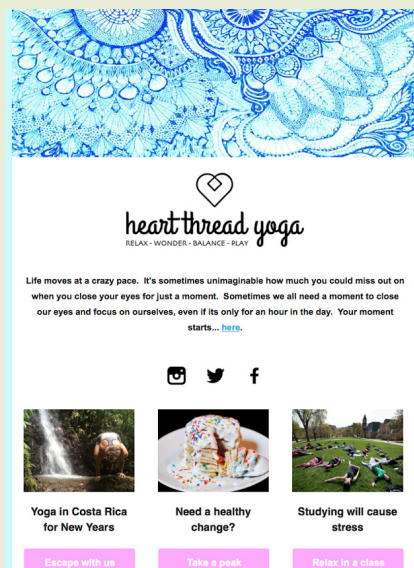 heart thread yoga
RELAX - WONDER - BALANCE - PLAY
Life moves at a crazy pace.  It's sometimes unimaginable how much you could miss out on
when you close your eyes for just a moment.  Sometimes we all need a moment to close
our eyes and focus on ourselves, even if its only for an hour in the day.  Your moment
starts... here.
Yoga in Costa Rica
for New Years
Need a healthy
change?
Studying will cause
stress
Escape with us
Take a peak
Relax in a class